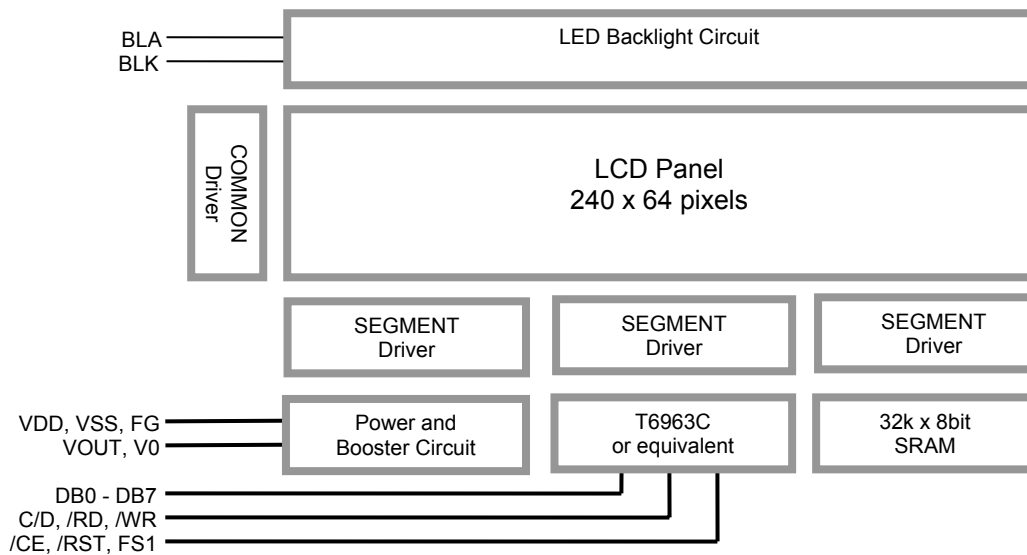 BLA
BLK
LED Backlight Circuit
COMMON
Driver
LCD Panel
240 x 64 pixels
SEGMENT
Driver
SEGMENT
Driver
SEGMENT
Driver
VDD, VSS, FG
VOUT, V0
Power and
Booster Circuit
T6963C
or equivalent
32k x 8bit
SRAM
DB0 - DB7
C/D, /RD, /WR
/CE, /RST, FS1